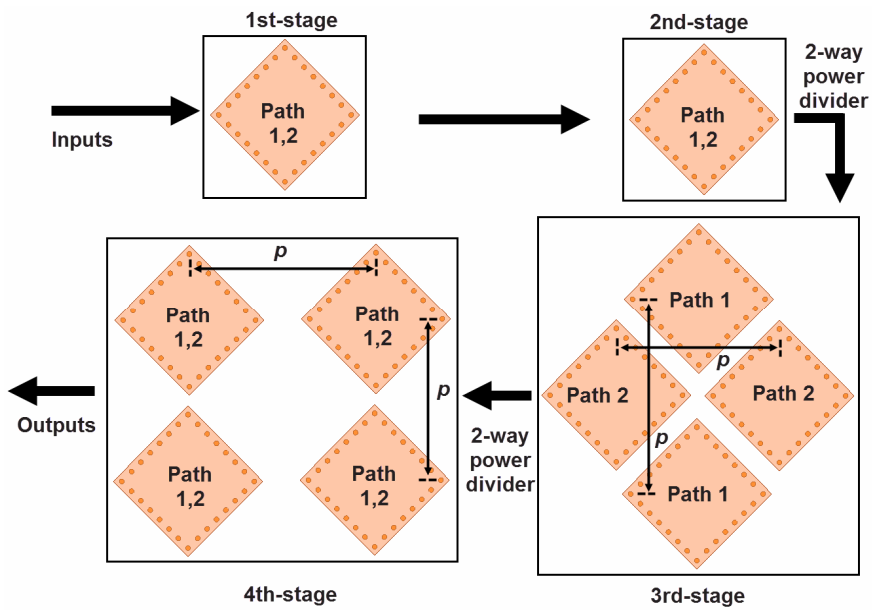 1st-stage
Path
1,2
Inputs
2nd-stage
Path
1,2
2-way
power
divider
Path 1
p
Path 2
Path 2
p
Path 1
3rd-stage
2-way
power
divider
p
Path
1,2
Path
1,2
p
Path
1,2
Path
1,2
4th-stage
Outputs